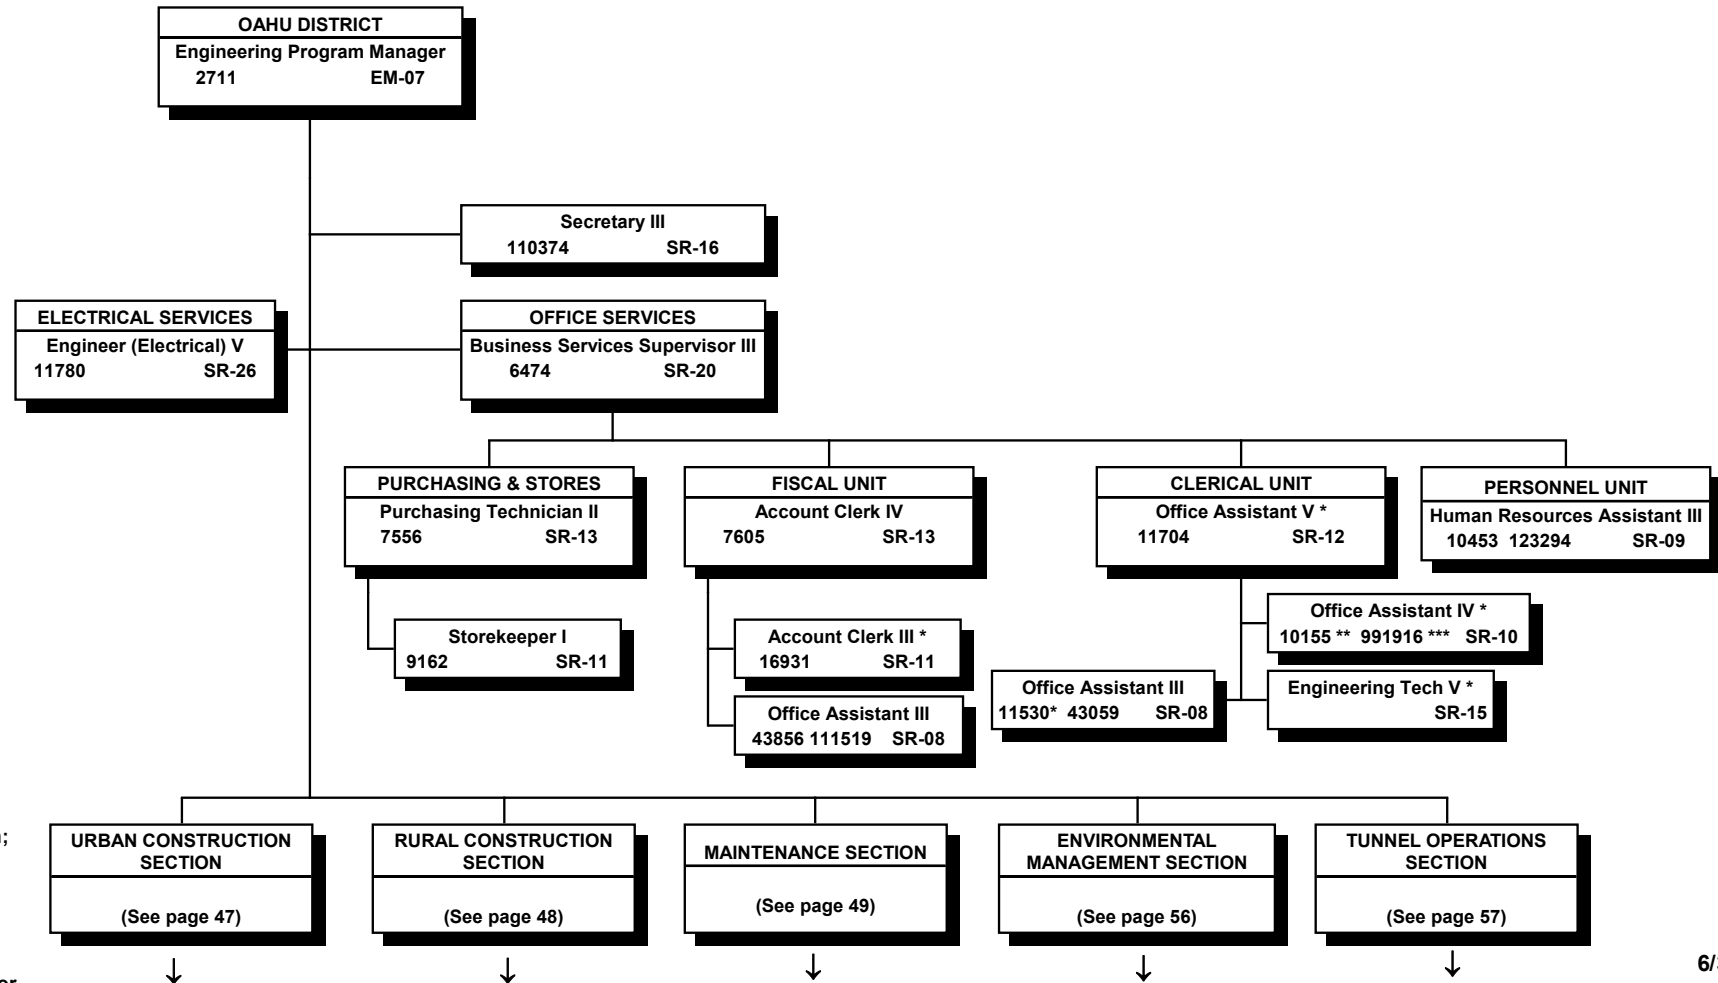 OAHU DISTRICT
Engineering Program Manager
2711 EM-07
Secretary III
110374 SR-16
ELECTRICAL SERVICES
Engineer (Electrical) V
11780 SR-26
OFFICE SERVICES
Business Services Supervisor III
6474 SR-20
PURCHASING & STORES
Purchasing Technician II
7556 SR-13
FISCAL UNIT
Account Clerk IV
7605 SR-13
CLERICAL UNIT
Office Assistant V *
11704 SR-12
PERSONNEL UNIT
Human Resources Assistant III
10453 123294 SR-09
Storekeeper I
9162 SR-11
Account Clerk III *
16931 SR-11
Office Assistant III
43856 111519 SR-08
Office Assistant IV *
10155 ** 991916 *** SR-10
Office Assistant III
11530* 43059 SR-08
Engineering Tech V *
SR-15
URBAN CONSTRUCTION
SECTION
(See page 47)
RURAL CONSTRUCTION
SECTION
(See page 48)
MAINTENANCE SECTION
(See page 49)
ENVIRONMENTAL
MANAGEMENT SECTION
(See page 56)
TUNNEL OPERATIONS
SECTION
(See page 57)